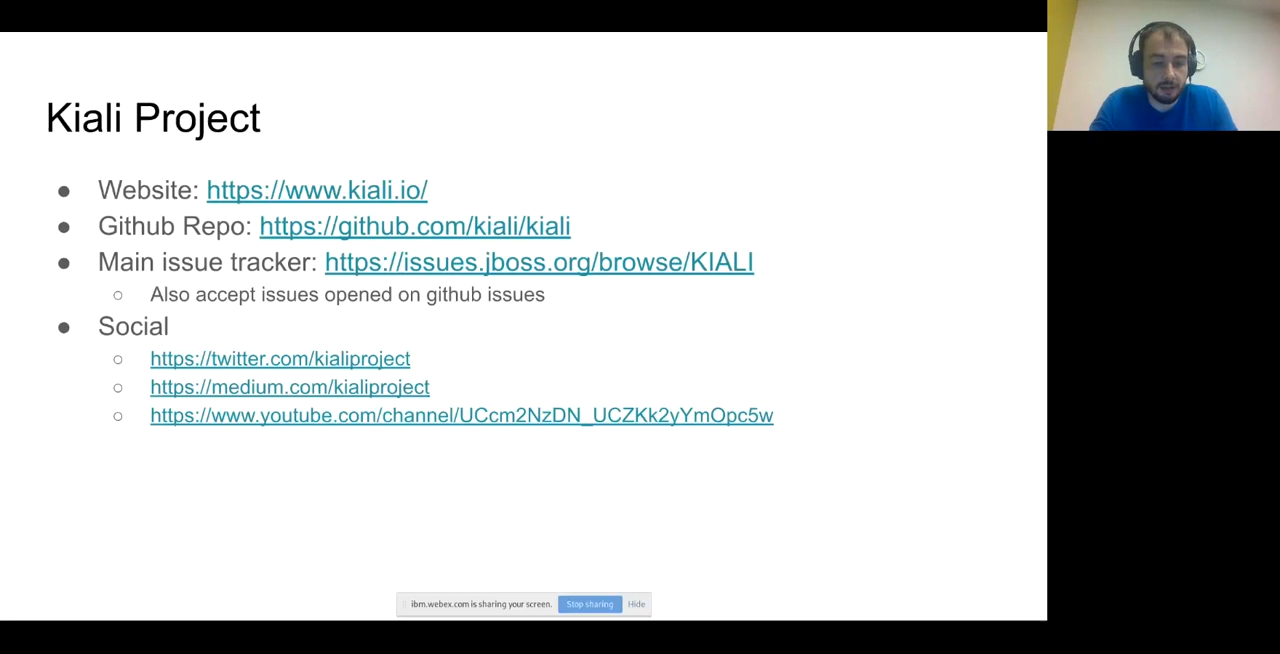 Kiali Project
● Website: https://www.kiali.io/
● Github Repo: https://github.com/kiali/kiali
● Main issue tracker: https://issues.jboss.org/browse/KIALI
○ Also accept issues opened on github issues
● Social
○ https://twitter.com/kialiproject
○ https://medium.com/kialiproject
○ https://www.youtube.com/channel/UCcm2NzDN_UCZKk2yYmOpc5w
ibm.webex.com is sharing your screen. Stop sharing Hide